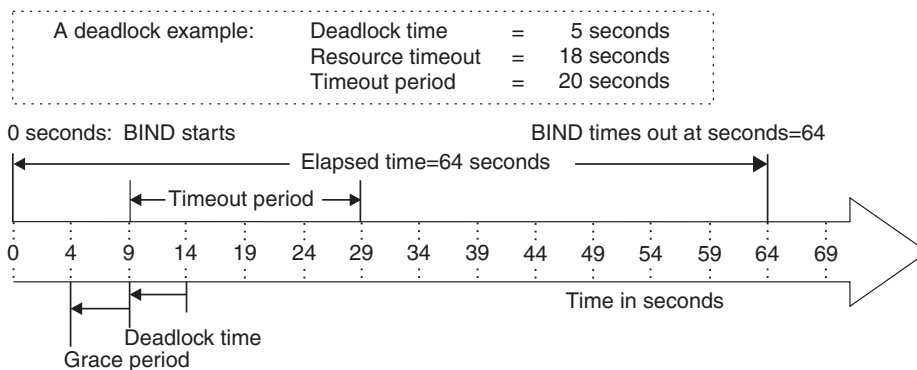 A deadlock example: Deadlock time = 5 seconds
Resource timeout = 18 seconds
Timeout period = 20 seconds
0 seconds: BIND starts BIND times out at seconds=64
Elapsed time=64 seconds
Timeout period
0 4 9 14 19 24 29 34 39 44 49 54 59 64 69
Time in seconds
Deadlock time
Grace period